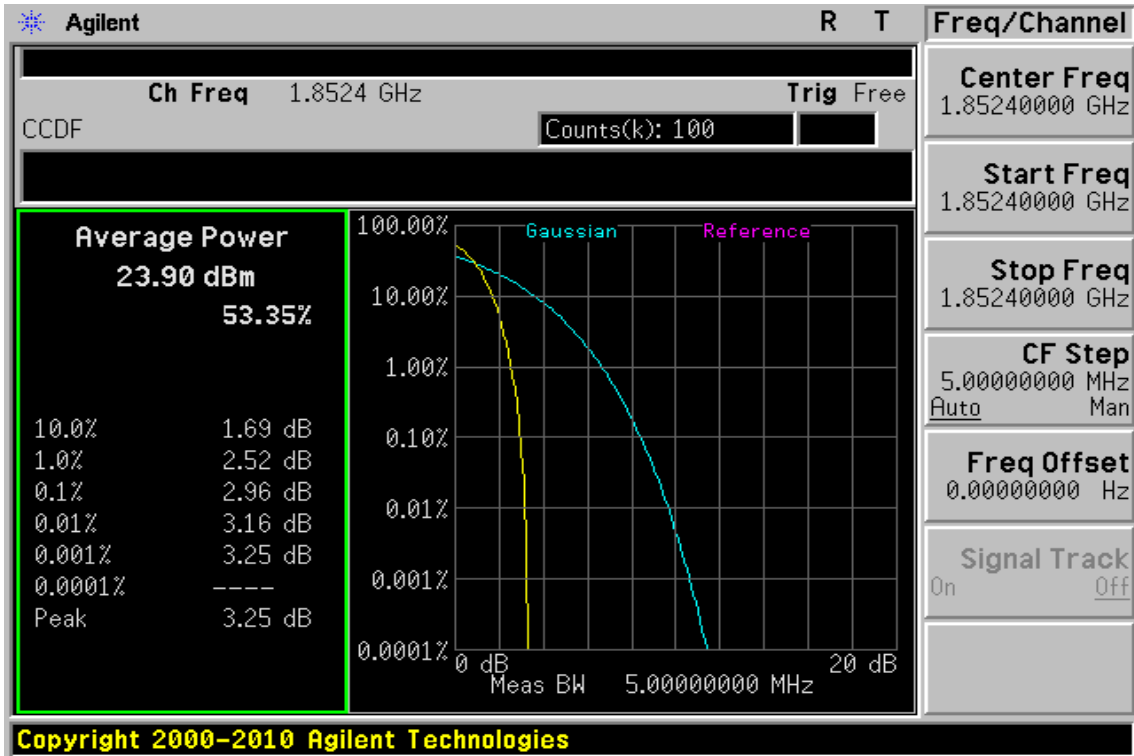 Agilent R T
Ch Freq 1.8524 GHz Trig Free
CCDF Counts(k): 100
Average Power
23.90 dBm
53.35%
10.0% 1.69 dB
1.0% 2.52 dB
0.1% 2.96 dB
0.01% 3.16 dB
0.001% 3.25 dB
0.0001% ----
Peak 3.25 dB
Gaussian Reference
100.00%
10.00%
1.00%
0.10%
0.01%
0.001%
0.0001%
0 dB 20 dB
Meas BW 5.00000000 MHz
Freq/Channel
Center Freq
1.85240000 GHz
Start Freq
1.85240000 GHz
Stop Freq
1.85240000 GHz
CF Step
5.00000000 MHz
Auto Man
Freq Offset
0.00000000 Hz
Signal Track
On Off
Copyright 2000-2010 Agilent Technologies